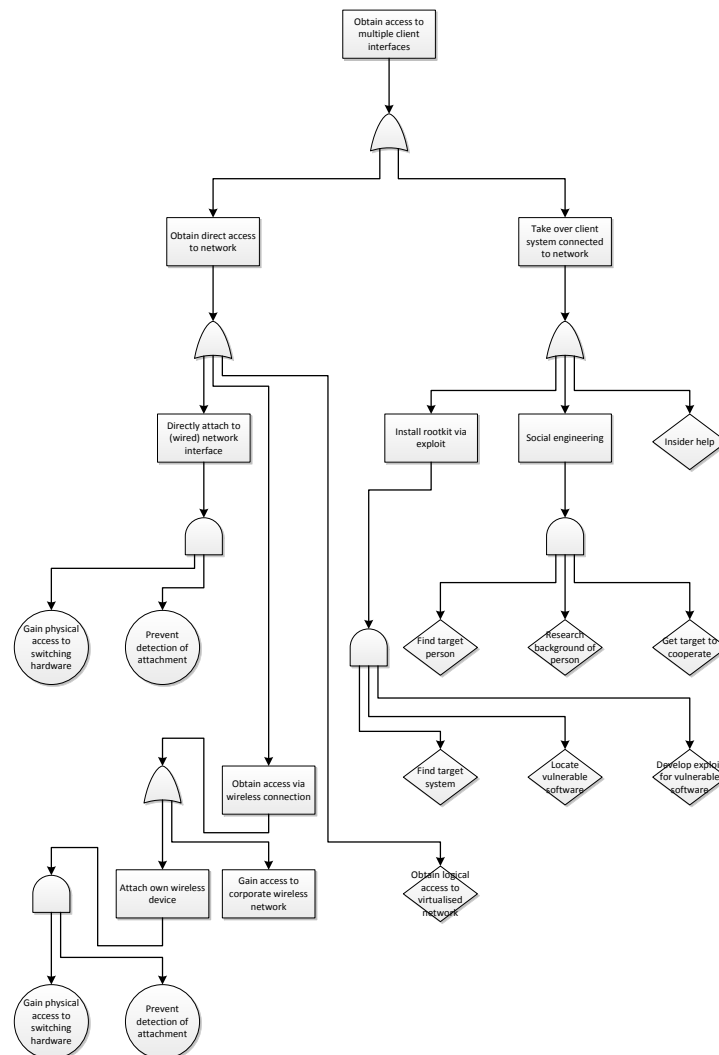 Obtain access to
multiple client
interfaces
Obtain direct access
to network
Take over client
system connected
to network
Directly attach to
(wired) network
interface
Install rootkit via
exploit
Social engineering
Insider help
Gain physical
access to
switching
hardware
Prevent
detection of
attachment
Find target
person
Research
background of
person
Get target to
cooperate
Obtain access via
wireless connection
Find target
system
Locate
vulnerable
software
Develop exploit
for vulnerable
software
Attach own wireless
device
Gain access to
corporate wireless
network
Obtain logical
access to
virtualised
network
Gain physical
access to
switching
hardware
Prevent
detection of
attachment